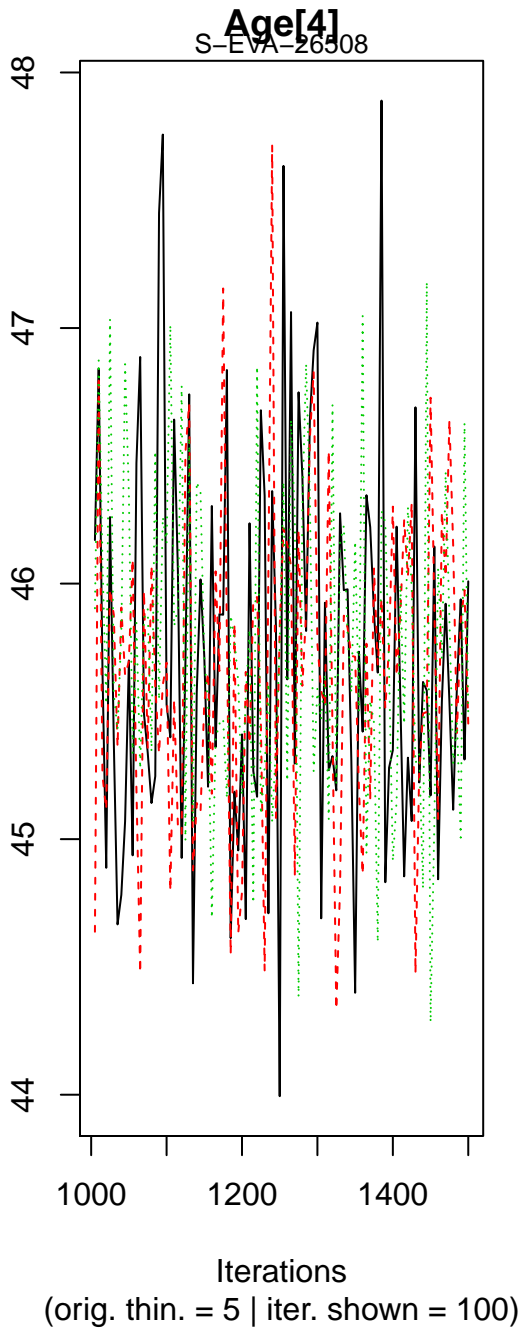 Age[4]
S−EVA−26508
48
47
46
45
44
1000 1200 1400
Iterations
(orig. thin. = 5 | iter. shown = 100)